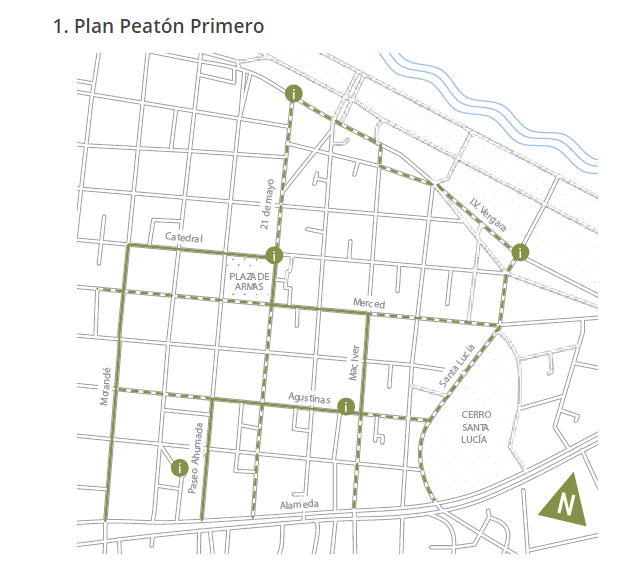 1. Plan Peatón Primero
i
21 de mayo
I.V. Vergara
Catedral
i
i
PLAZA DE
ARMAS
Merced
Mac Iver
Santa Lucía
Morandé
Agustinas
i
CERRO
SANTA
LUCÍA
Paseo Ahumada
i
Alameda
N